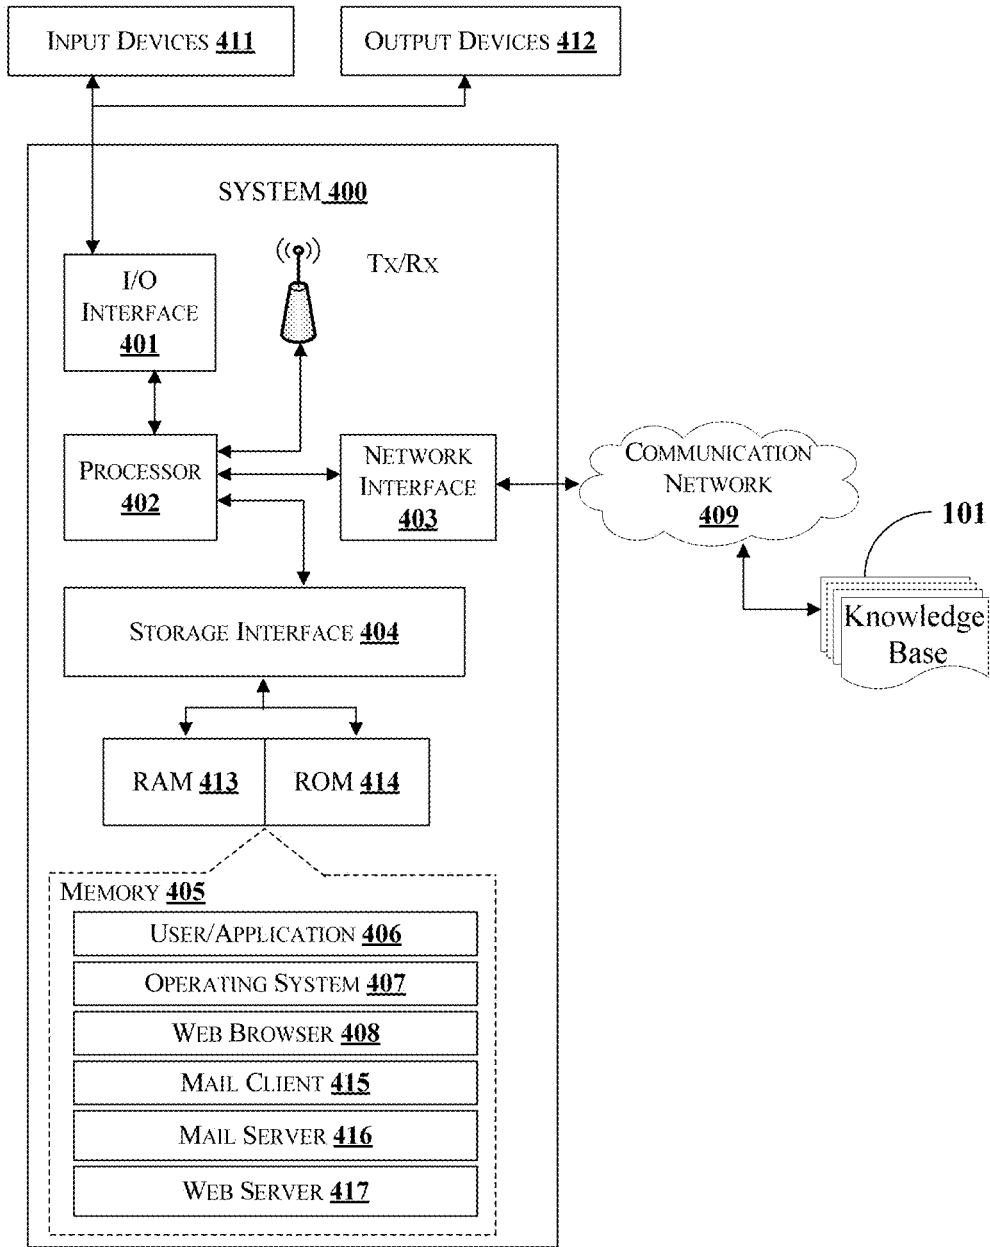 INPUT DEVICES 411
OUTPUT DEVICES 412
SYSTEM 400
TX/RX
I/O
INTERFACE
401
PROCESSOR
402
NETWORK
INTERFACE
403
COMMUNICATION
NETWORK
409
101
Knowledge
Base
STORAGE INTERFACE 404
RAM 413
ROM 414
MEMORY 405
USER/APPLICATION 406
OPERATING SYSTEM 407
WEB BROWSER 408
MAIL CLIENT 415
MAIL SERVER 416
WEB SERVER 417